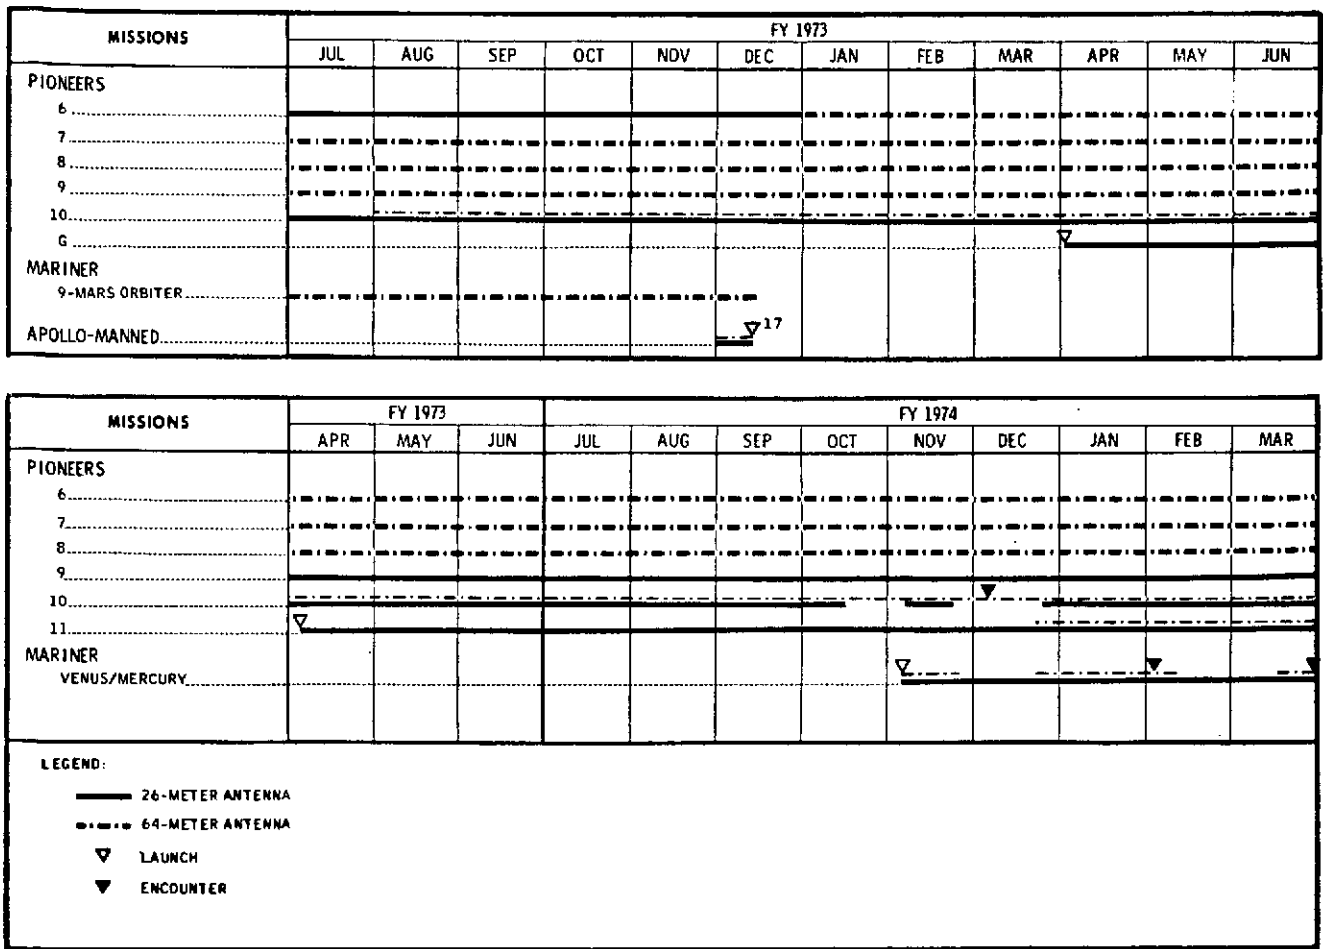 MISSIONS
FY 1973
JUL AUG SEP OCT NOV DEC JAN FEB MAR APR MAY JUN
PIONEERS
6
7
8
9
10
G
MARINER
9-MARS ORBITER
17
APOLLO-MANNED
MISSIONS
FY 1973 FY 1974
APR MAY JUN JUL AUG SEP OCT NOV DEC JAN FEB MAR
PIONEERS
6
7
8
9
10
11
MARINER
VENUS/MERCURY
LEGEND:
26-METER ANTENNA
64-METER ANTENNA
LAUNCH
ENCOUNTER